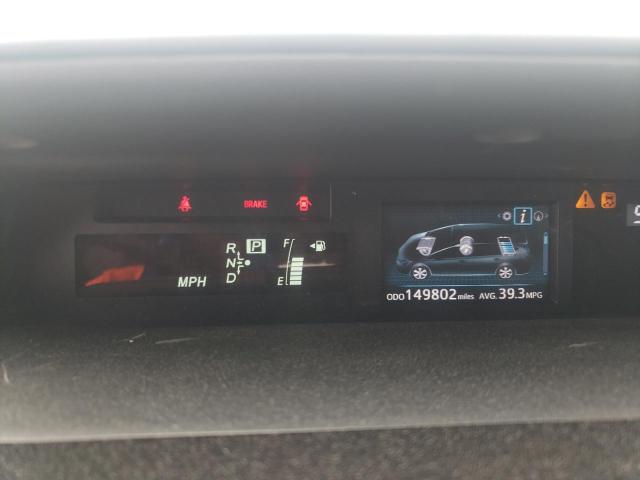 BRAKE
MPH
R P F
N
D E
i
ODO 149802 miles AVG. 39.3 MPG